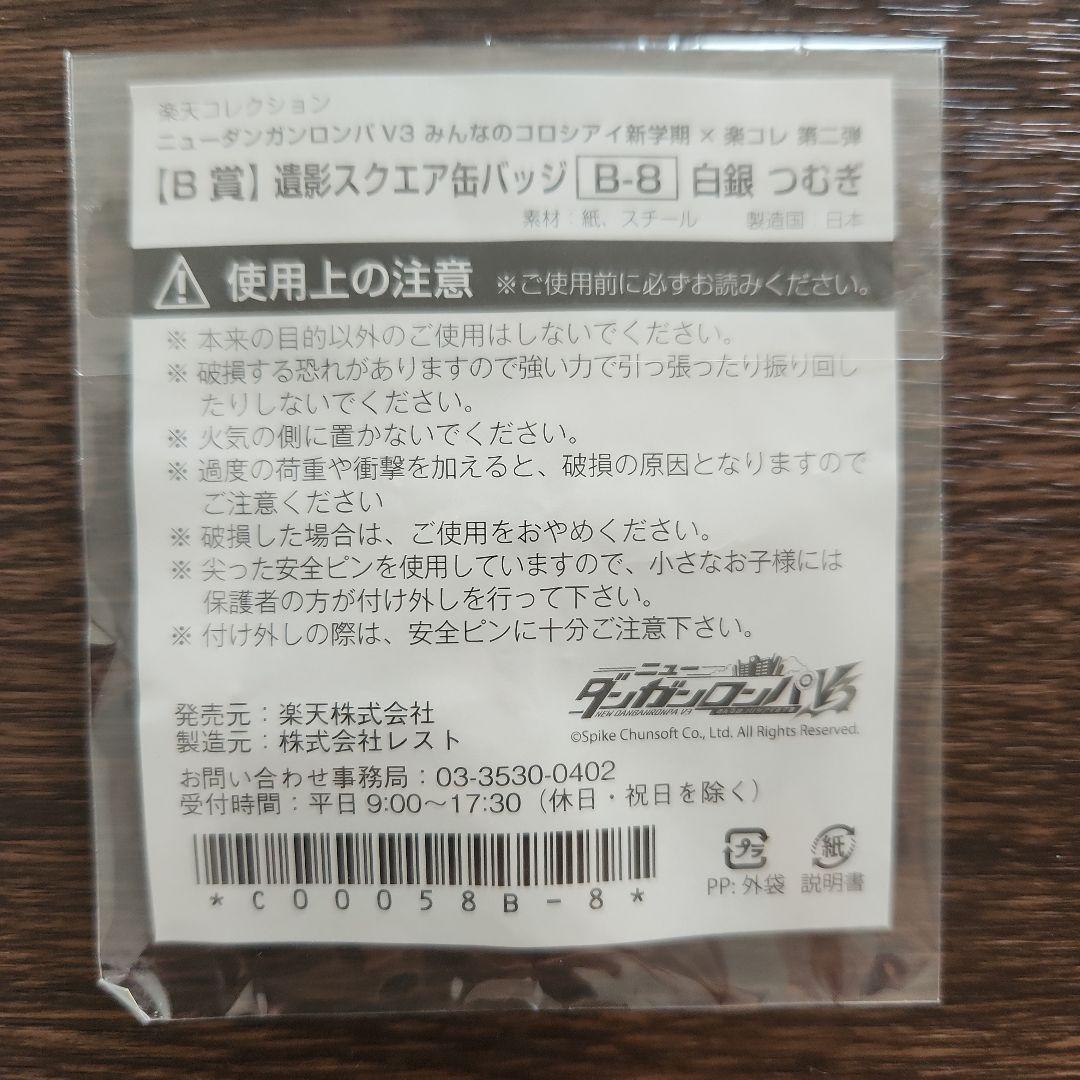 楽天コレクション
ニューダンガンロンパ V3 みんなのコロシアイ新学期 × 楽コレ 第二弾
【B 賞】遺影スクエア缶バッジ B-8 白銀 つむぎ
素材:紙、スチール 製造国:日本
使用上の注意 ※ご使用前に必ずお読みください。
※ 本来の目的以外のご使用はしないでください。
※ 破損する恐れがありますので強い力で引っ張ったり振り回し
たりしないでください。
※ 火気の側に置かないでください。
※ 過度の荷重や衝撃を加えると、破損の原因となりますので
ご注意ください
※ 破損した場合は、ご使用をおやめください。
※ 尖った安全ピンを使用していますので、小さなお子様には
保護者の方が付け外しを行って下さい。
※ 付け外しの際は、安全ピンに十分ご注意下さい。
ニュー
ダンガンロンパV3
NEW DANGANRONPA V3
©Spike Chunsoft Co., Ltd. All Rights Reserved.
発売元:楽天株式会社
製造元:株式会社レスト
お問い合わせ事務局:03-3530-0402
受付時間:平日 9:00~17:30(休日・祝日を除く)
*C00058B-8*
プラ 紙
PP: 外袋 説明書